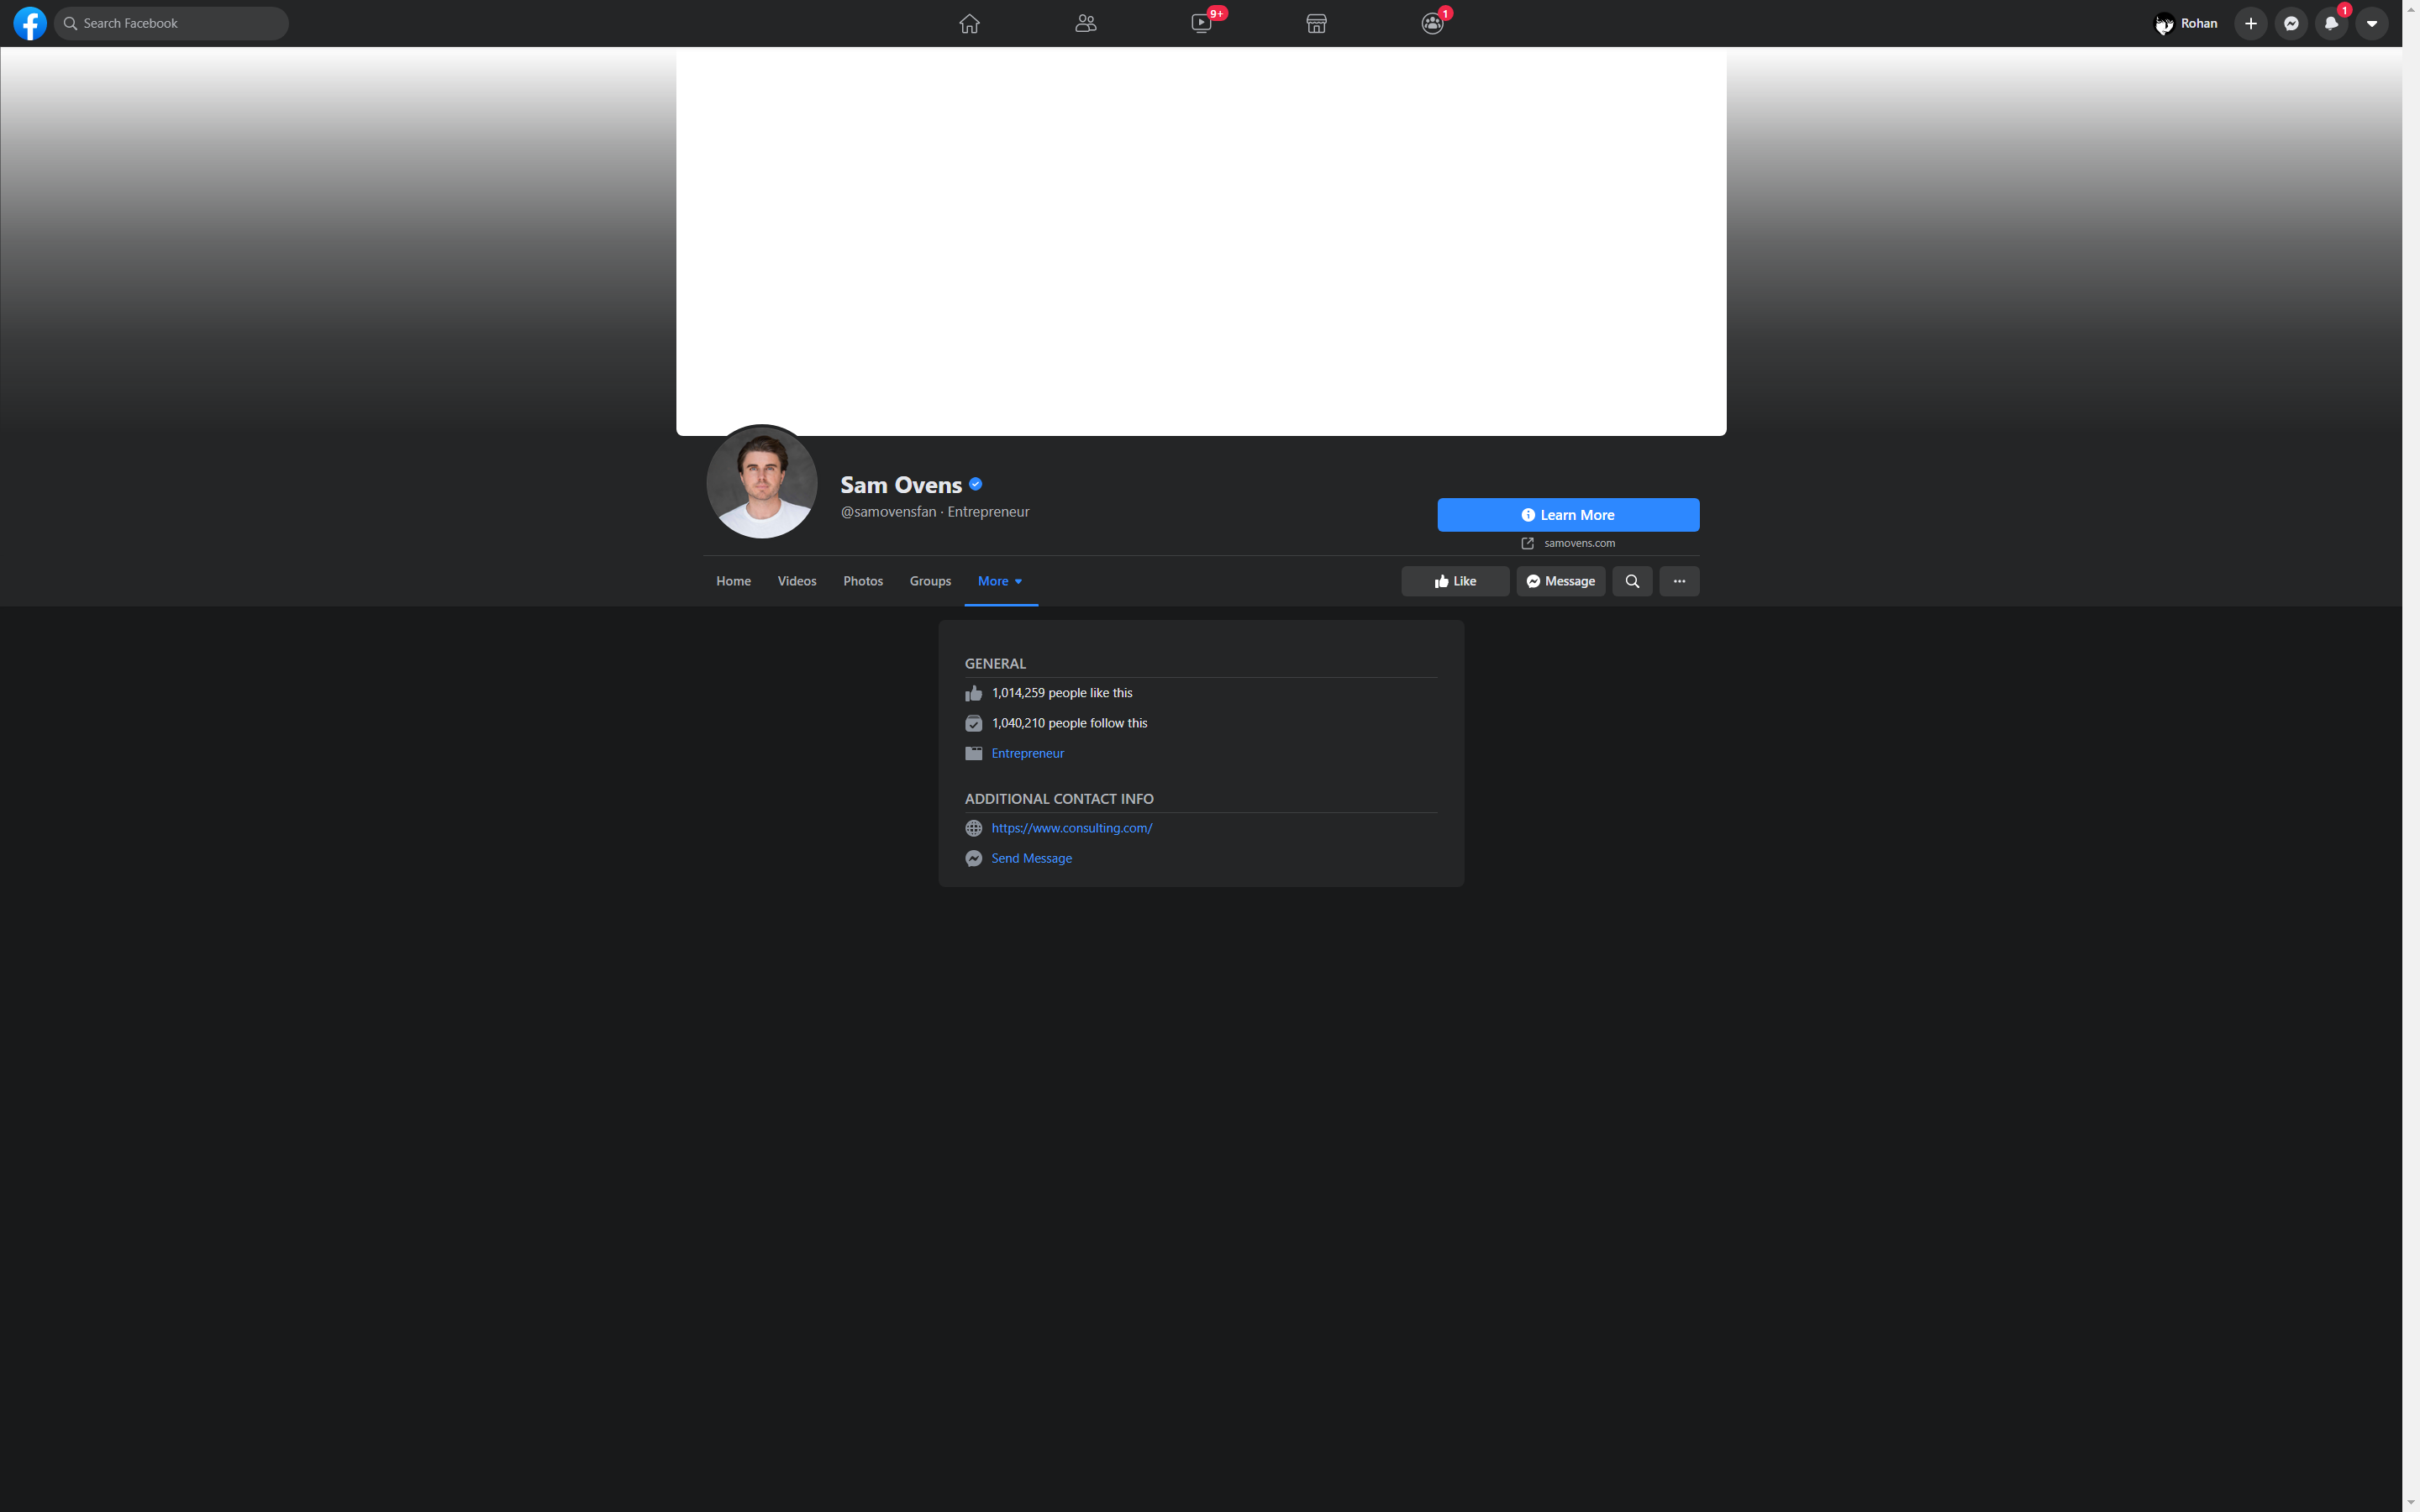 Search Facebook
9+
1
Rohan
1
Sam Ovens
@samovensfan · Entrepreneur
Learn More
samovens.com
Home
Videos
Photos
Groups
More
Like
Message
GENERAL
1,014,259 people like this
1,040,210 people follow this
Entrepreneur
ADDITIONAL CONTACT INFO
https://www.consulting.com/
Send Message